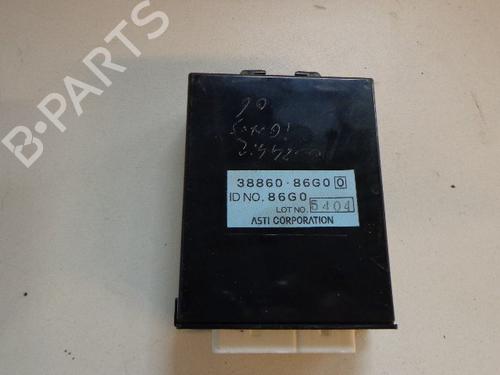 B-PARTS
38860-86G0 0
ID NO. 86G0
LOT NO. 5404
ASTI CORPORATION